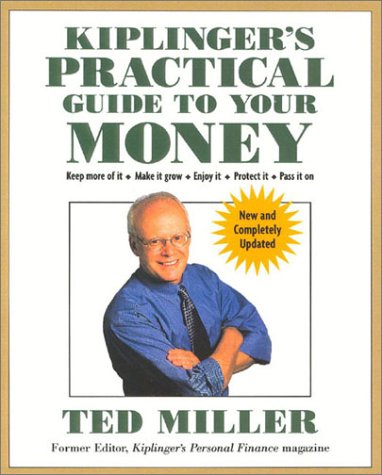 KIPLINGER'S
PRACTICAL
GUIDE TO YOUR
MONEY
Keep more of it ◆ Make it grow ◆ Enjoy it ◆ Protect it ◆ Pass it on
New and
Completely
Updated
TED MILLER
Former Editor, Kiplinger's Personal Finance magazine